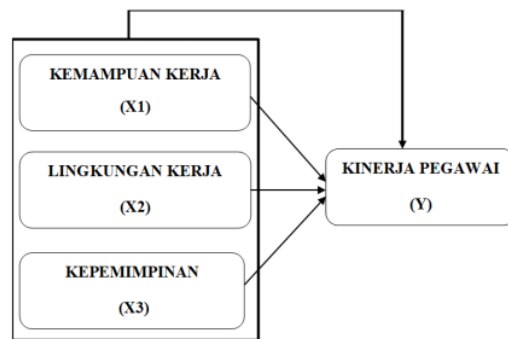 KEMAMPUAN KERJA
(X1)
LINGKUNGAN KERJA
(X2)
KEPEMIMPINAN
(X3)
KINERJA PEGAWAI
(Y)